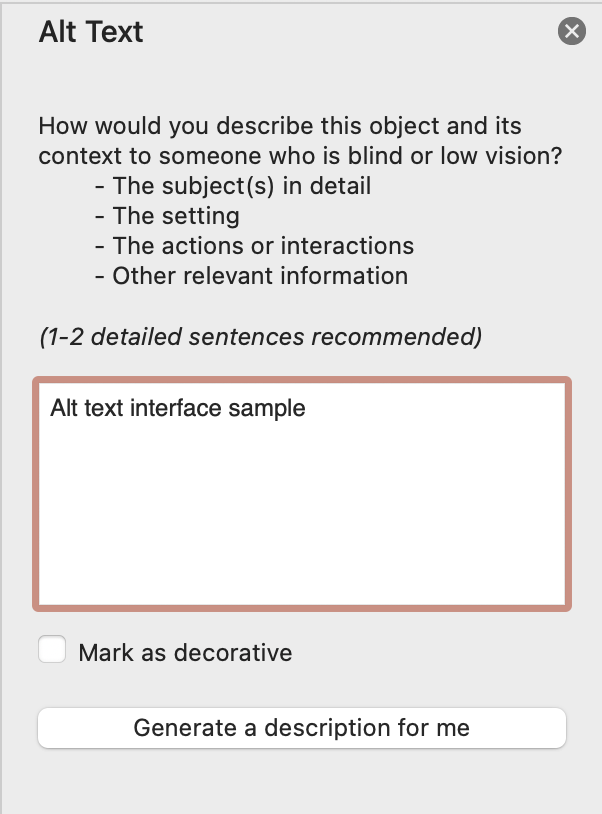 Alt Text
How would you describe this object and its
context to someone who is blind or low vision?
- The subject(s) in detail
- The setting
- The actions or interactions
- Other relevant information
(1-2 detailed sentences recommended)
Alt text interface sample
Mark as decorative
Generate a description for me